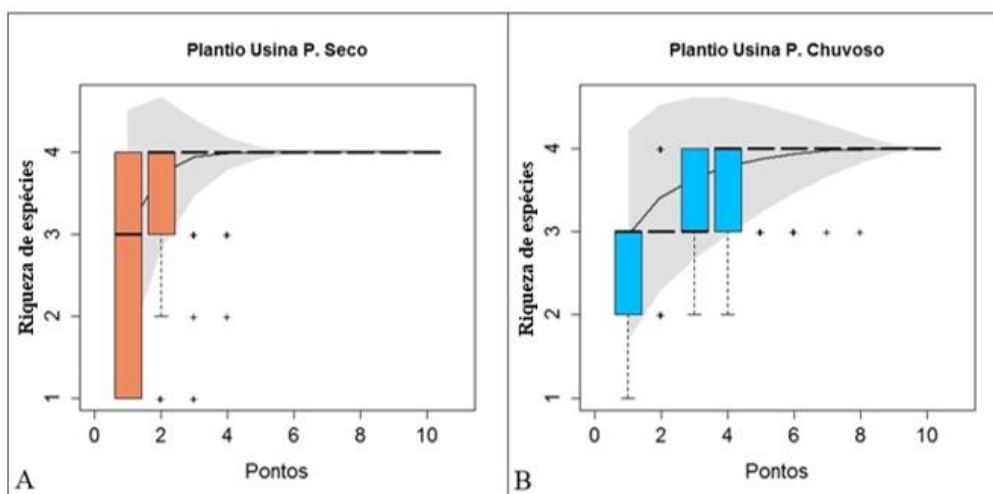 Plantio Usina P. Seco
Riqueza de espécies
4
3
2
1
0 2 4 6 8 10
Pontos
A
Plantio Usina P. Chuvoso
Riqueza de espécies
4
3
2
1
0 2 4 6 8 10
Pontos
B